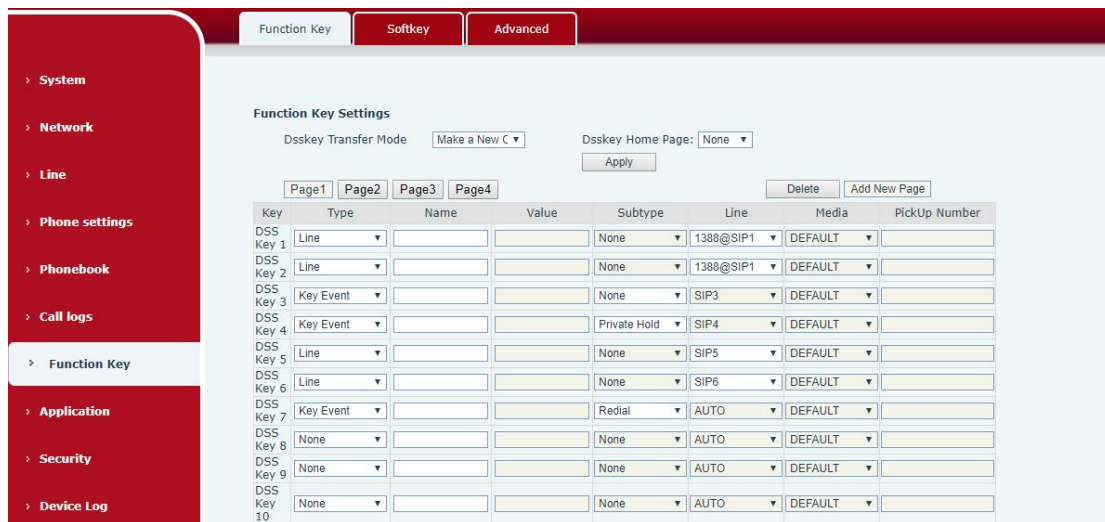 Function Key Softkey Advanced
› System
› Network
› Line
› Phone settings
› Phonebook
› Call logs
› Function Key
› Application
› Security
› Device Log
Function Key Settings
Dsskey Transfer Mode Make a New C Dsskey Home Page: None
Apply
Page1 Page2 Page3 Page4 Delete Add New Page
Key Type Name Value Subtype Line Media PickUp Number
DSS Key 1 Line None 1388@SIP1 DEFAULT
DSS Key 2 Line None 1388@SIP1 DEFAULT
DSS Key 3 Key Event None SIP3 DEFAULT
DSS Key 4 Key Event Private Hold SIP4 DEFAULT
DSS Key 5 Line None SIP5 DEFAULT
DSS Key 6 Line None SIP6 DEFAULT
DSS Key 7 Key Event Redial AUTO DEFAULT
DSS Key 8 None None AUTO DEFAULT
DSS Key 9 None None AUTO DEFAULT
DSS Key 10 None None AUTO DEFAULT